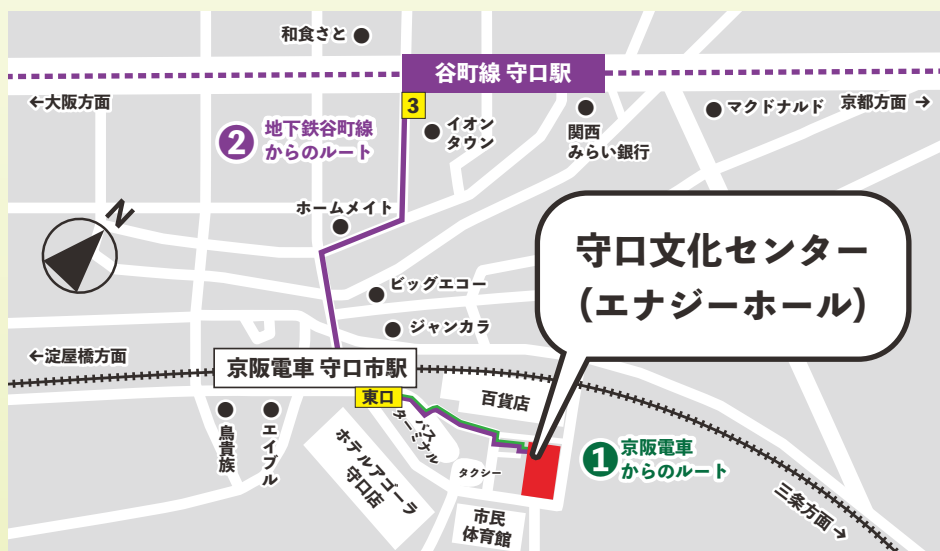 和食さと
谷町線 守口駅
←大阪方面
3
イオン
タウン
関西
みらい銀行
マクドナルド
京都方面 →
2
地下鉄谷町線
からのルート
N
ホームメイト
守口文化センター
(エナジーホール)
ビッグエコー
ジャンカラ
←淀屋橋方面
京阪電車 守口市駅
東口
百貨店
鳥貴族
エイブル
バス
ターミナル
ホテルアゴーラ
守口店
タクシー
1
京阪電車
からのルート
市民
体育館
三条方面→